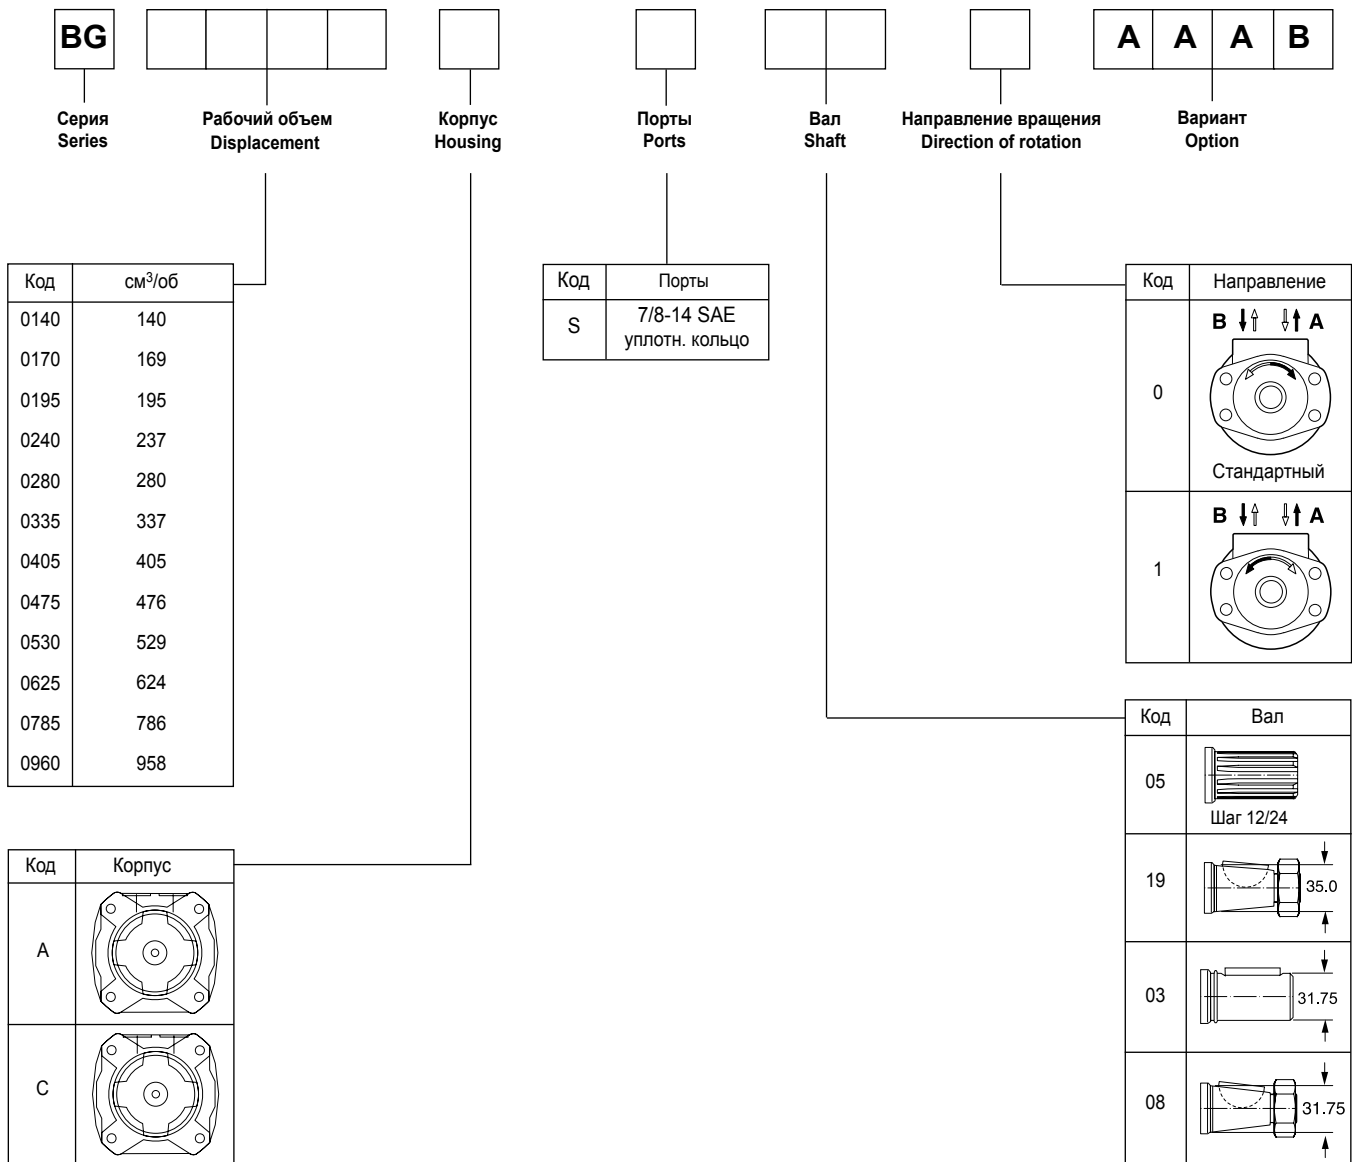 BG A A A B
Серия
Series
Рабочий объем
Displacement
Корпус
Housing
Порты
Ports
Вал
Shaft
Направление вращения
Direction of rotation
Вариант
Option
Код см³/об
0140 140
0170 169
0195 195
0240 237
0280 280
0335 337
0405 405
0475 476
0530 529
0625 624
0785 786
0960 958
Код Корпус
A
C
Код Порты
S 7/8-14 SAE
уплотн. кольцо
Код Направление
B A
0
Стандартный
B A
1
Код Вал
05
Шаг 12/24
19 35.0
03 31.75
08 31.75